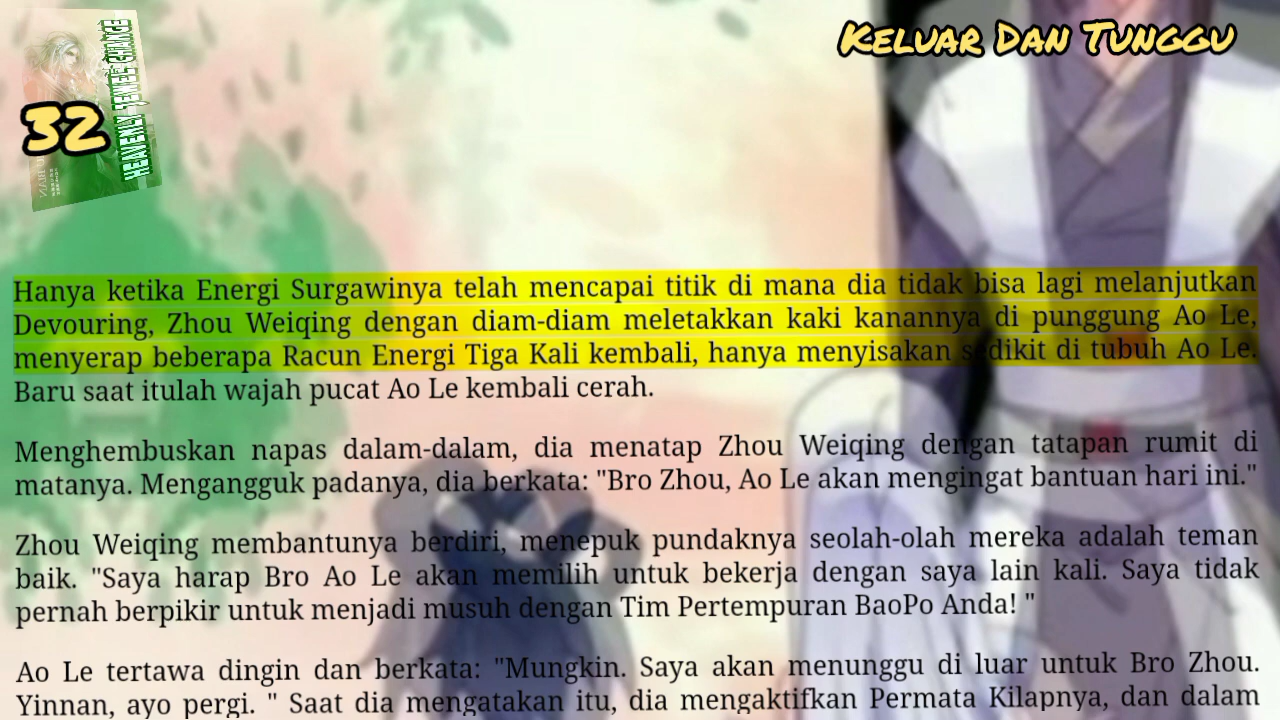 Keluar Dan Tunggu
HEAVENLY JEWEL CHANGE
32
Hanya ketika Energi Surgawinya telah mencapai titik di mana dia tidak bisa lagi melanjutkan
Devouring, Zhou Weiqing dengan diam-diam meletakkan kaki kanannya di punggung Ao Le,
menyerap beberapa Racun Energi Tiga Kali kembali, hanya menyisakan sedikit di tubuh Ao Le.
Baru saat itulah wajah pucat Ao Le kembali cerah.
Menghembuskan napas dalam-dalam, dia menatap Zhou Weiqing dengan tatapan rumit di
matanya. Mengangguk padanya, dia berkata: "Bro Zhou, Ao Le akan mengingat bantuan hari ini."
Zhou Weiqing membantunya berdiri, menepuk pundaknya seolah-olah mereka adalah teman
baik. "Saya harap Bro Ao Le akan memilih untuk bekerja dengan saya lain kali. Saya tidak
pernah berpikir untuk menjadi musuh dengan Tim Pertempuran BaoPo Anda! "
Ao Le tertawa dingin dan berkata: "Mungkin. Saya akan menunggu di luar untuk Bro Zhou.
Yinnan, ayo pergi. " Saat dia mengatakan itu, dia mengaktifkan Permata Kilapnya, dan dalam